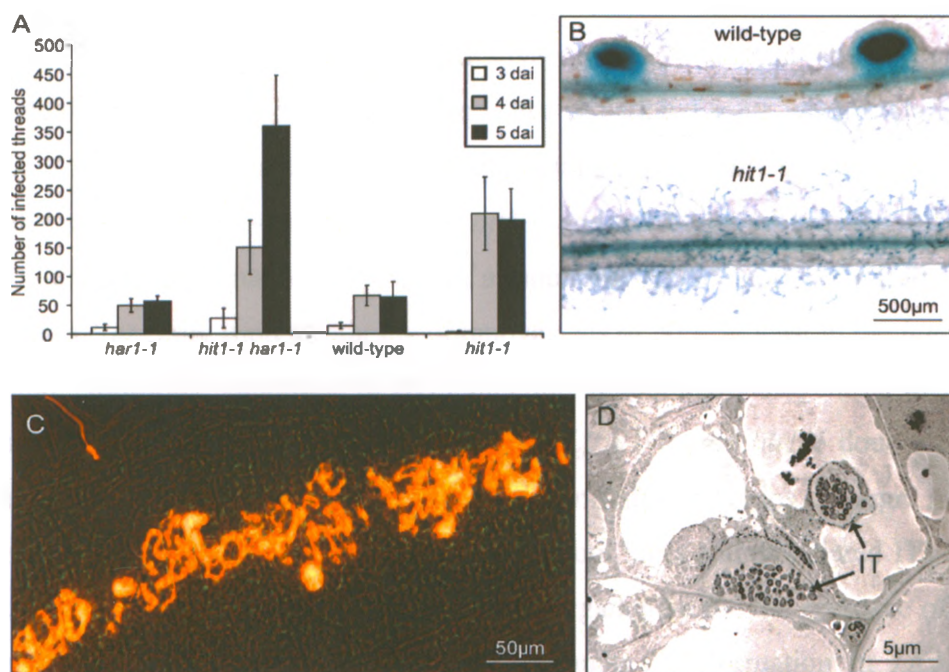 A
Number of infected threads
500
450
400
350
300
250
200
150
100
50
0
3 dai
4 dai
5 dai
har1-1
hit1-1 har1-1
wild-type
hit1-1
B
wild-type
hit1-1
500µm
C
50µm
D
IT
5µm